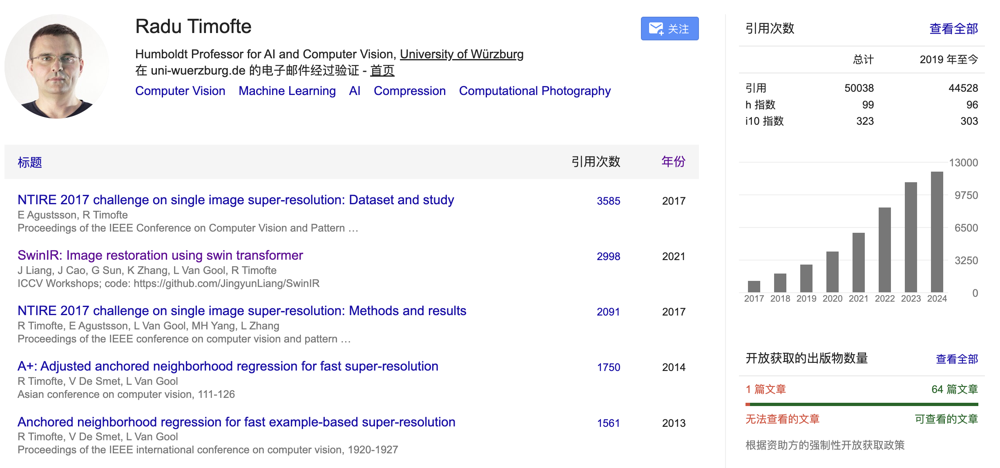 Radu Timofte
关注
Humboldt Professor for AI and Computer Vision, University of Würzburg
在 uni-wuerzburg.de 的电子邮件经过验证 - 首页
Computer Vision Machine Learning AI Compression Computational Photography
标题 引用次数 年份
NTIRE 2017 challenge on single image super-resolution: Dataset and study 3585 2017
E Agustsson, R Timofte
Proceedings of the IEEE Conference on Computer Vision and Pattern …
SwinIR: Image restoration using swin transformer 2998 2021
J Liang, J Cao, G Sun, K Zhang, L Van Gool, R Timofte
ICCV Workshops; code: https://github.com/JingyunLiang/SwinIR
NTIRE 2017 challenge on single image super-resolution: Methods and results 2091 2017
R Timofte, E Agustsson, L Van Gool, MH Yang, L Zhang
Proceedings of the IEEE conference on computer vision and pattern …
A+: Adjusted anchored neighborhood regression for fast super-resolution 1750 2014
R Timofte, V De Smet, L Van Gool
Asian conference on computer vision, 111-126
Anchored neighborhood regression for fast example-based super-resolution 1561 2013
R Timofte, V De Smet, L Van Gool
Proceedings of the IEEE international conference on computer vision, 1920-1927
引用次数 查看全部
总计 2019 年至今
引用 50038 44528
h 指数 99 96
i10 指数 323 303
13000
9750
6500
3250
0
2017 2018 2019 2020 2021 2022 2023 2024
开放获取的出版物数量 查看全部
1 篇文章 64 篇文章
无法查看的文章 可查看的文章
根据资助方的强制性开放获取政策